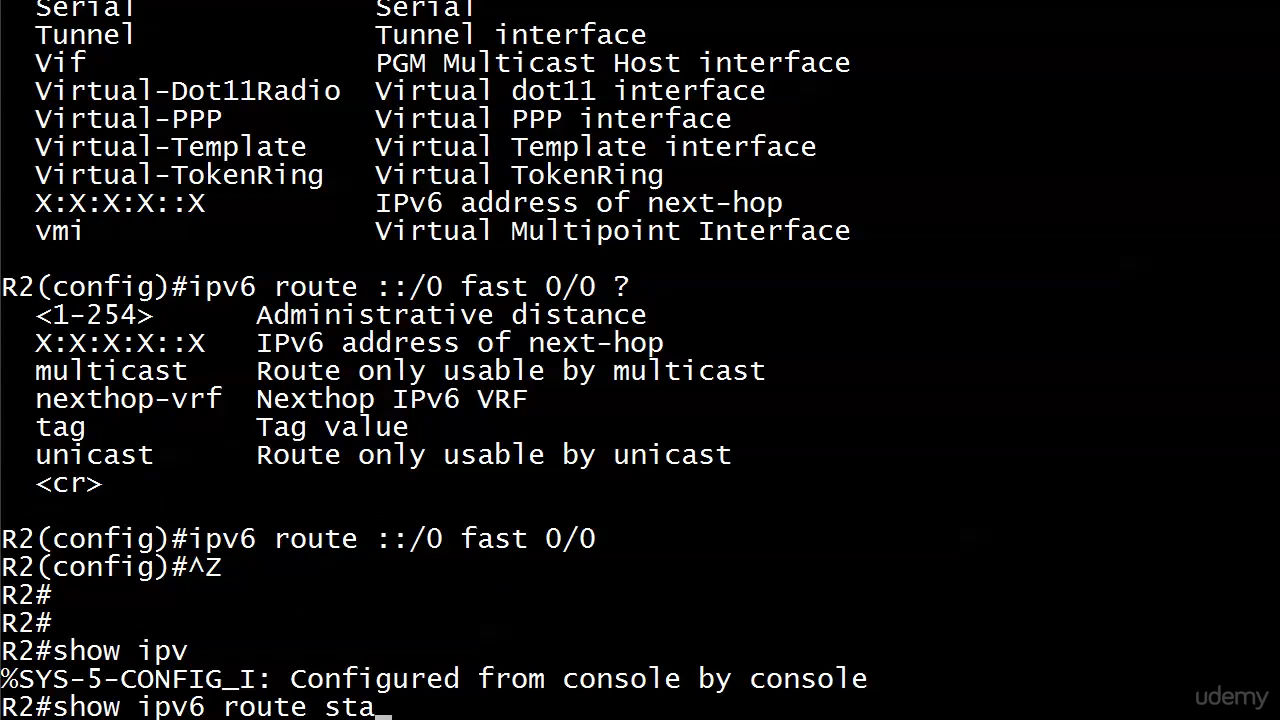 Serial                Serial
Tunnel                Tunnel interface
Vif                   PGM Multicast Host interface
Virtual-Dot11Radio  Virtual dot11 interface
Virtual-PPP           Virtual PPP interface
Virtual-Template    Virtual Template interface
Virtual-TokenRing   Virtual TokenRing
X:X:X:X::X          IPv6 address of next-hop
vmi                   Virtual Multipoint Interface
R2(config)#ipv6 route ::/0 fast 0/0 ?
<1-254>      Administrative distance
X:X:X:X::X   IPv6 address of next-hop
multicast    Route only usable by multicast
nexthop-vrf  Nexthop IPv6 VRF
tag          Tag value
unicast      Route only usable by unicast
<cr>
R2(config)#ipv6 route ::/0 fast 0/0
R2(config)#^Z
R2#
R2#
R2#show ipv
%SYS-5-CONFIG_I: Configured from console by console
R2#show ipv6 route sta
udemy